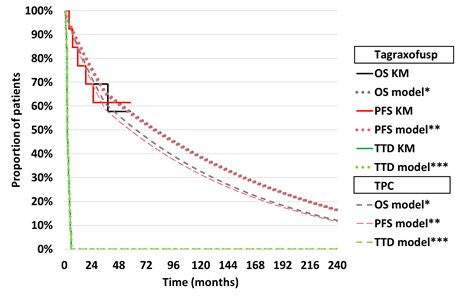 100%
90%
80%
70%
60%
50%
40%
30%
20%
10%
0%
Proportion of patients
0 24 48 72 96 120 144 168 192 216 240
Time (months)
Tagraxofusp
OS KM
OS model*
PFS KM
PFS model**
TTD KM
TTD model***
TPC
OS model*
PFS model**
TTD model***